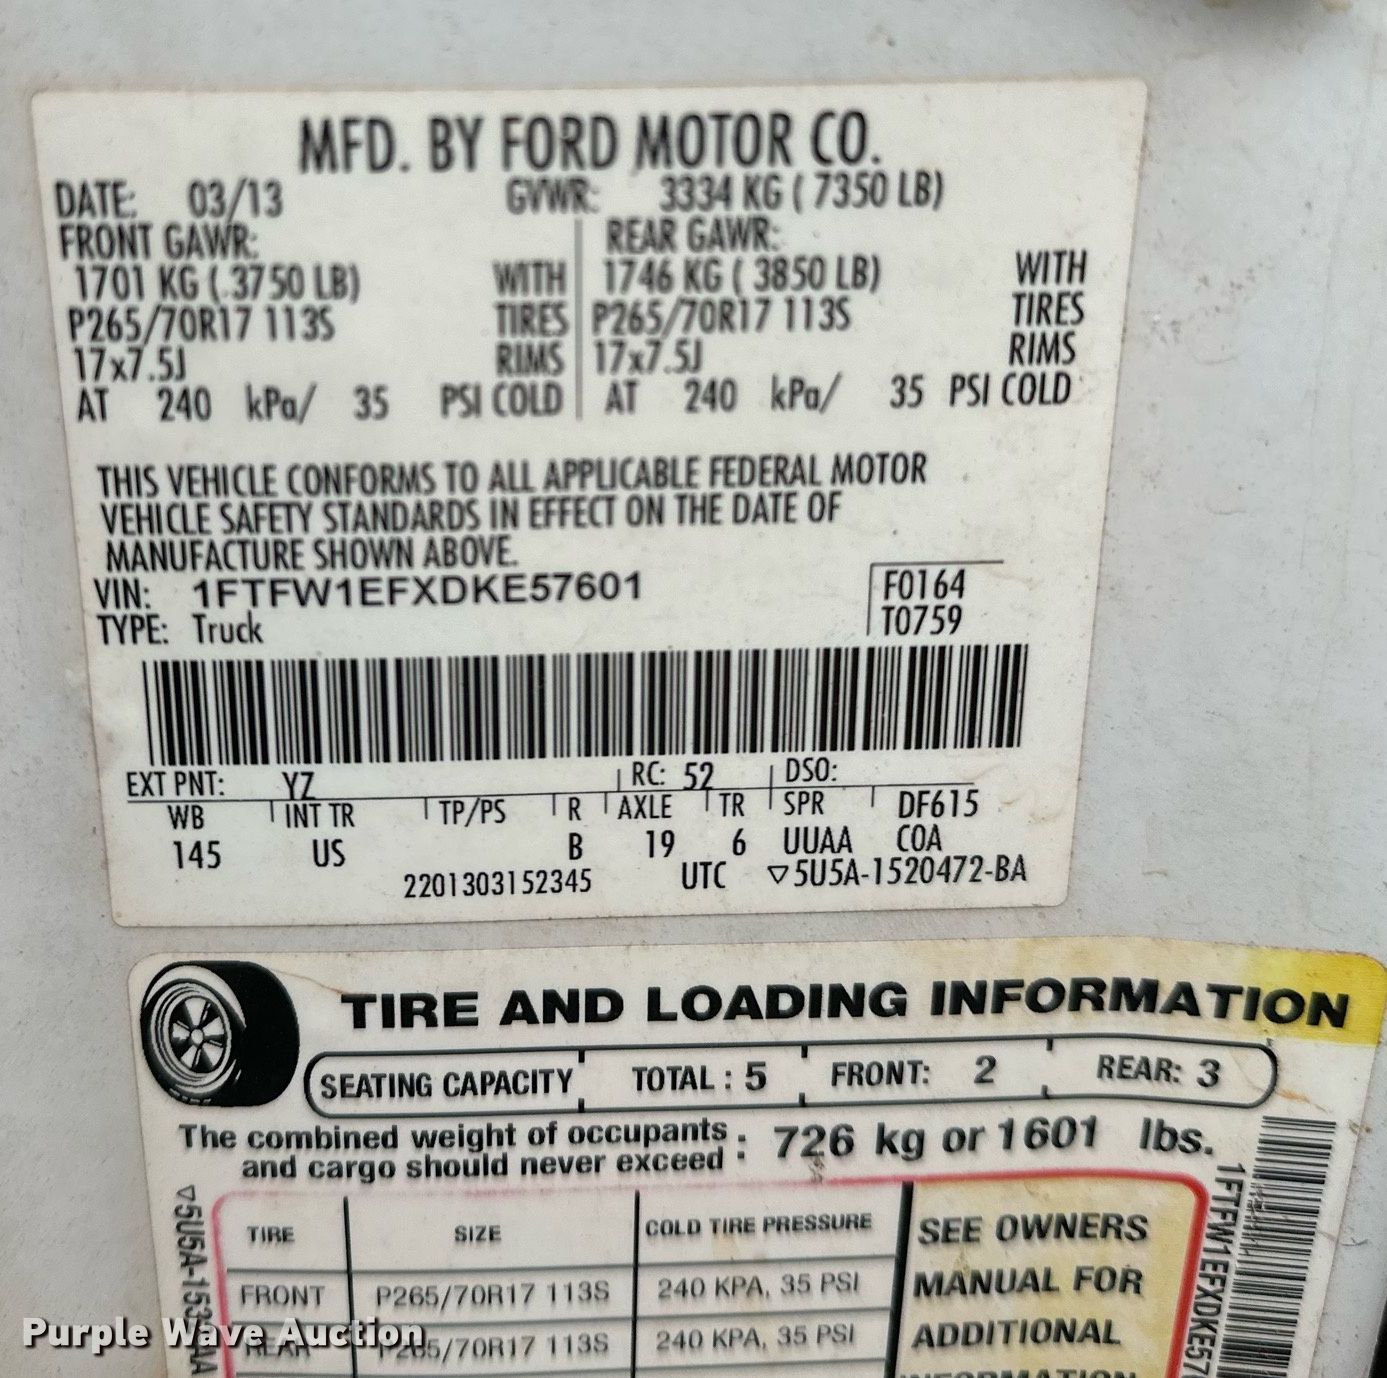 MFD. BY FORD MOTOR CO.
DATE: 03/13 GVWR: 3334 KG ( 7350 LB)
FRONT GAWR: REAR GAWR:
1701 KG ( 3750 LB) WITH 1746 KG ( 3850 LB) WITH
P265/70R17 113S TIRES P265/70R17 113S TIRES
17x7.5J RIMS 17x7.5J RIMS
AT 240 kPa/ 35 PSI COLD AT 240 kPa/ 35 PSI COLD
THIS VEHICLE CONFORMS TO ALL APPLICABLE FEDERAL MOTOR
VEHICLE SAFETY STANDARDS IN EFFECT ON THE DATE OF
MANUFACTURE SHOWN ABOVE.
VIN: 1FTFW1EFXDKE57601 F0164
TYPE: Truck T0759
EXT PNT: YZ RC: 52 DSO:
WB INT TR TP/PS R AXLE TR SPR DF615
145 US B 19 6 UUAA COA
2201303152345 UTC ▽5U5A-1520472-BA
TIRE AND LOADING INFORMATION
SEATING CAPACITY TOTAL : 5 FRONT: 2 REAR: 3
The combined weight of occupants
and cargo should never exceed : 726 kg or 1601 lbs.
TIRE SIZE COLD TIRE PRESSURE SEE OWNERS
FRONT P265/70R17 113S 240 KPA, 35 PSI MANUAL FOR
REAR P265/70R17 113S 240 KPA, 35 PSI ADDITIONAL
INFORMATION
Purple Wave Auction